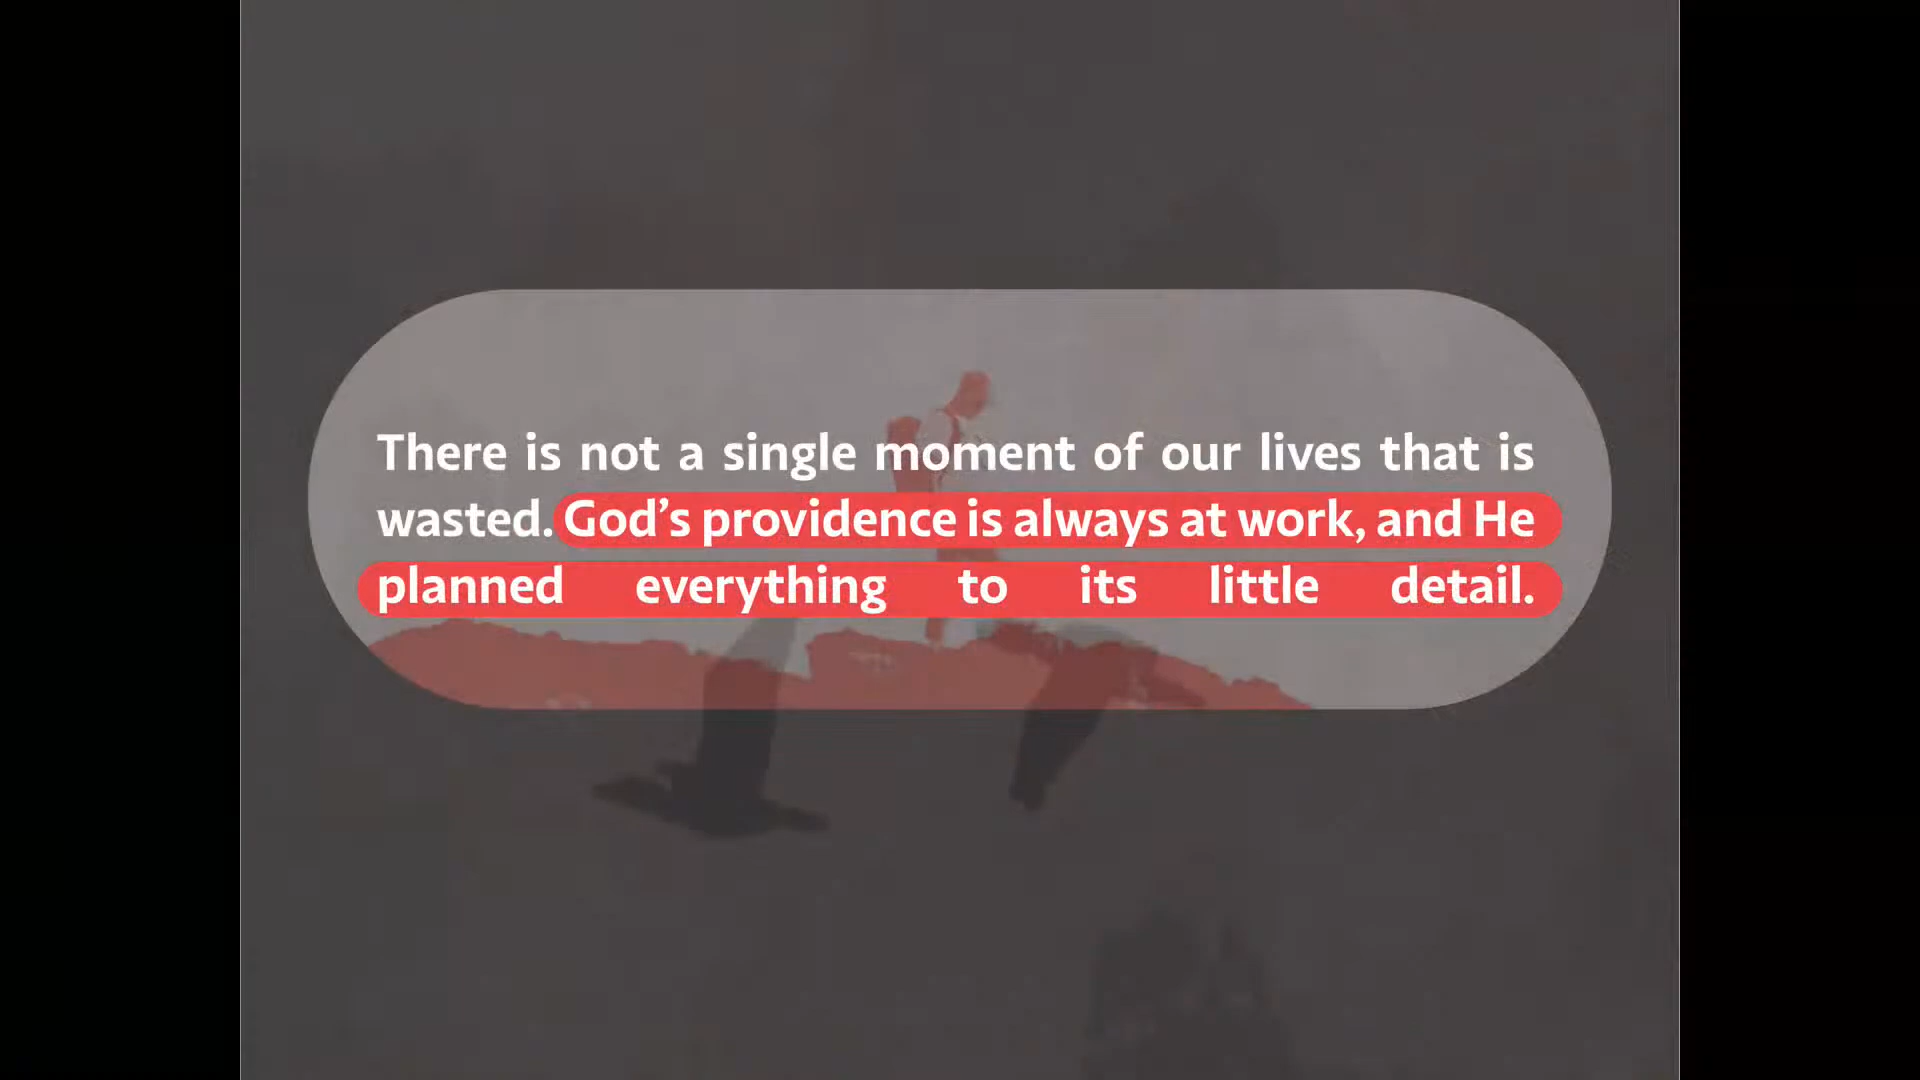 There is not a single moment of our lives that is
wasted. God’s providence is always at work, and He
planned everything to its little detail.